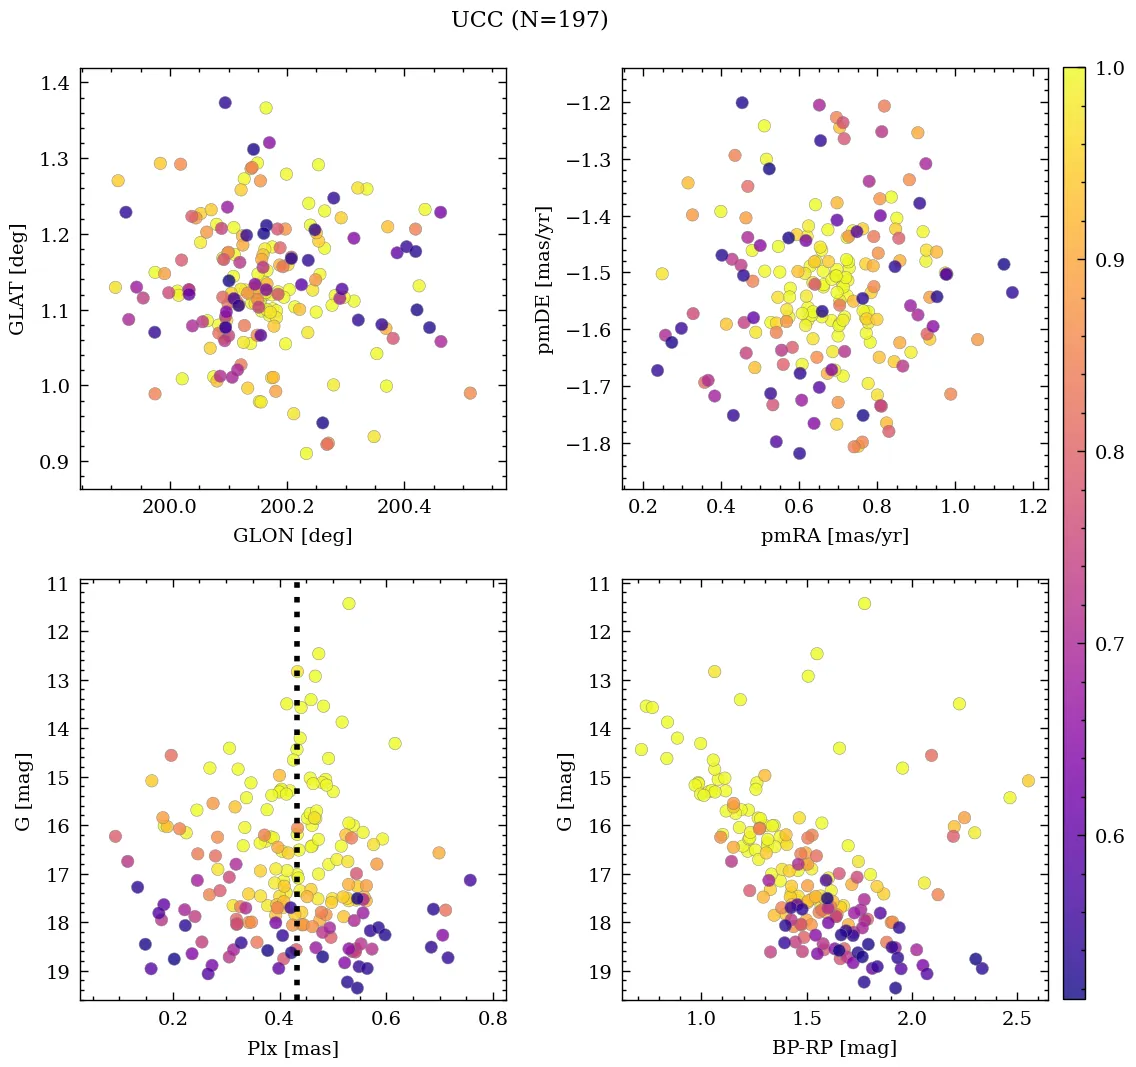 UCC (N=197)
1.4
1.3
1.2
1.1
1.0
0.9
GLAT [deg]
200.0 200.2 200.4
GLON [deg]
−1.2
−1.3
−1.4
−1.5
−1.6
−1.7
−1.8
pmDE [mas/yr]
0.2 0.4 0.6 0.8 1.0 1.2
pmRA [mas/yr]
1.0
0.9
0.8
0.7
0.6
11
12
13
14
15
16
17
18
19
G [mag]
0.2 0.4 0.6 0.8
Plx [mas]
11
12
13
14
15
16
17
18
19
G [mag]
1.0 1.5 2.0 2.5
BP-RP [mag]